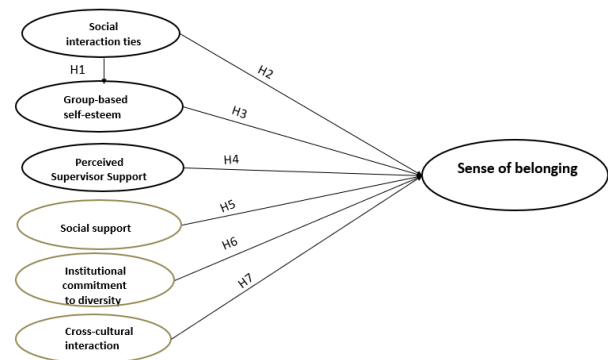 Social
interaction ties
H1
H2
Group-based
self-esteem
H3
Perceived
Supervisor Support
H4
Sense of belonging
Social support
H5
Institutional
commitment
to diversity
H6
Cross-cultural
interaction
H7